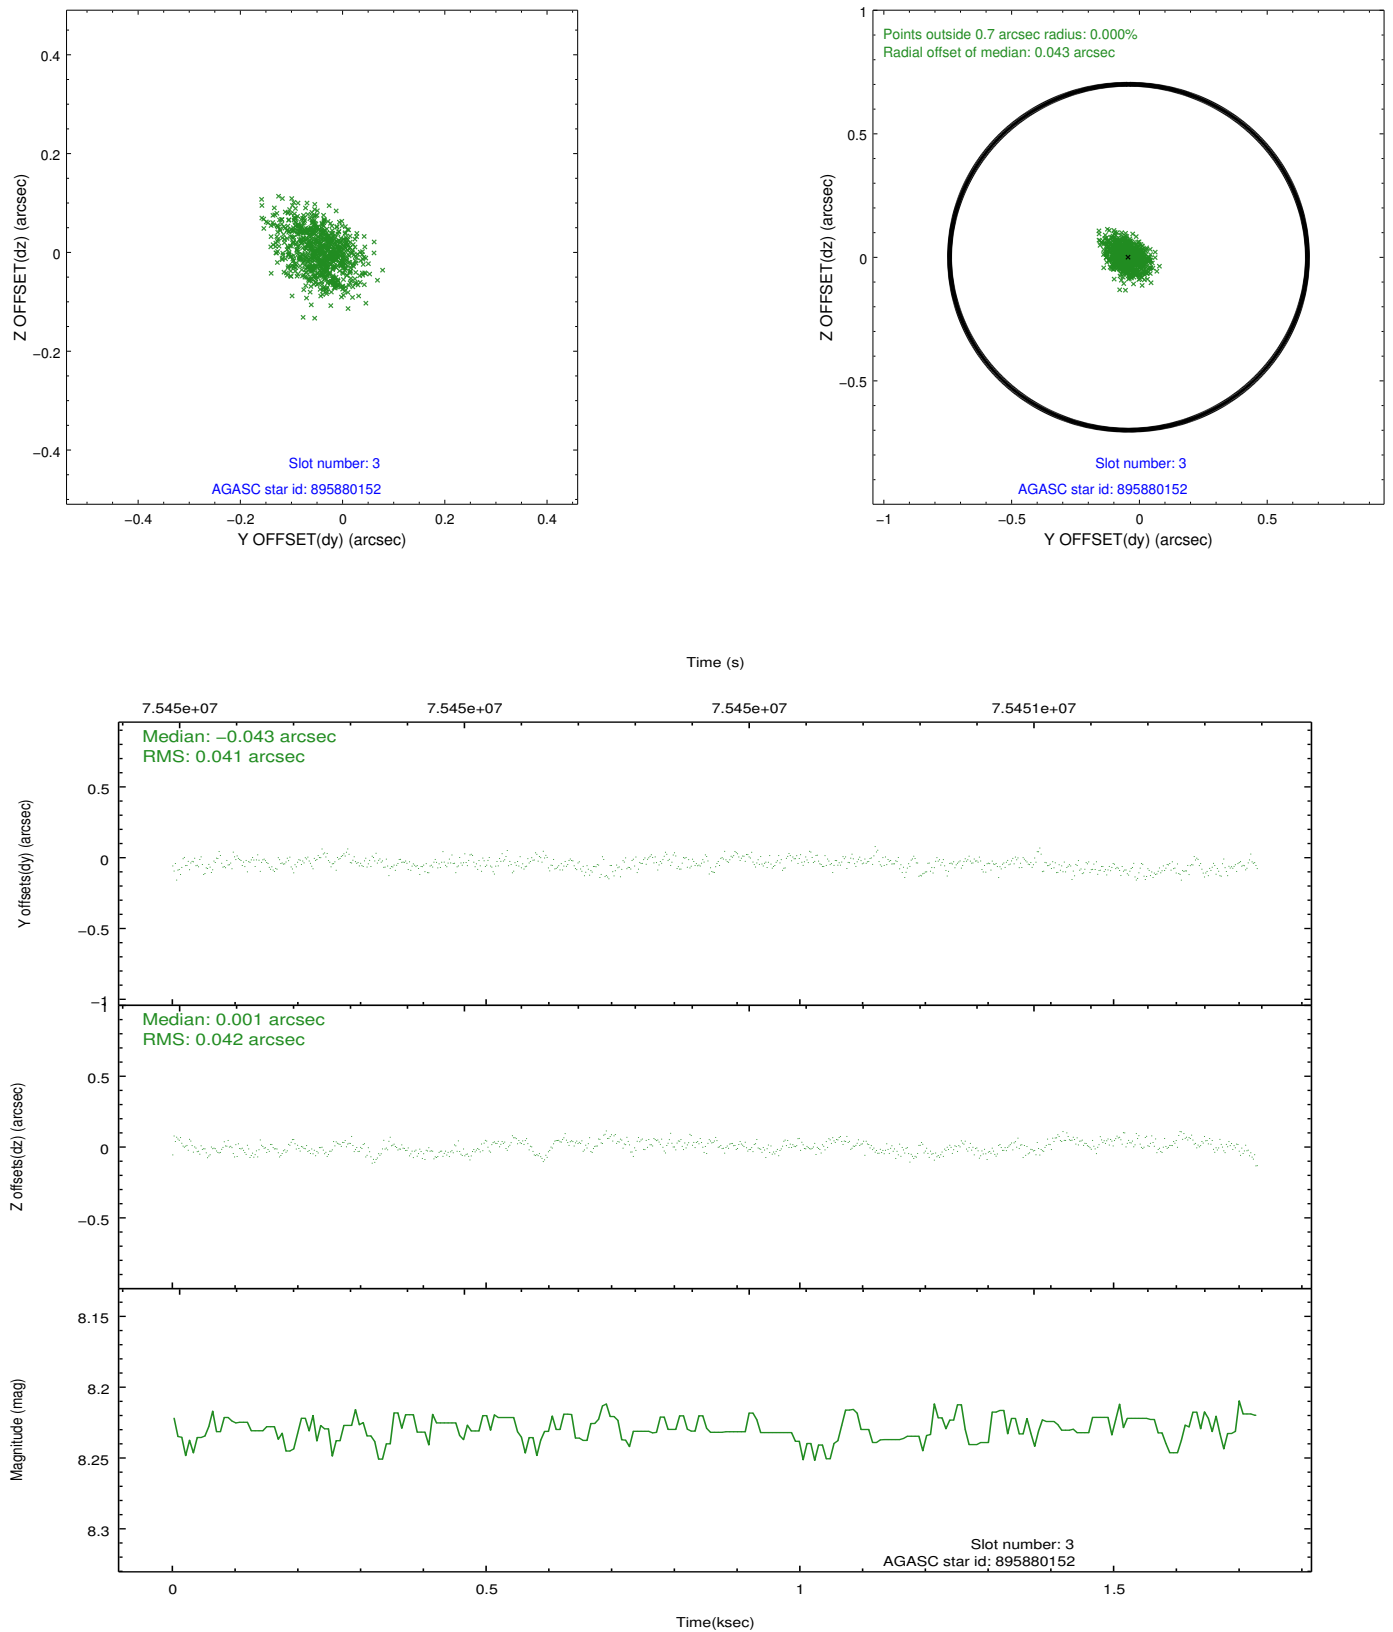 0.4
0.2
0
−0.2
−0.4
Z OFFSET(dz) (arcsec)
Slot number: 3
AGASC star id: 895880152
−0.4
−0.2
0
0.2
0.4
Y OFFSET(dy) (arcsec)
Points outside 0.7 arcsec radius: 0.000%
Radial offset of median: 0.043 arcsec
1
0.5
0
−0.5
Z OFFSET(dz) (arcsec)
Slot number: 3
AGASC star id: 895880152
−1
−0.5
0
0.5
Y OFFSET(dy) (arcsec)
Time (s)
7.545e+07
7.545e+07
7.545e+07
7.5451e+07
Median: −0.043 arcsec
RMS: 0.041 arcsec
0.5
0
−0.5
−1
Y offsets(dy) (arcsec)
1
Median: 0.001 arcsec
RMS: 0.042 arcsec
0.5
0
−0.5
Z offsets(dz) (arcsec)
8.15
8.2
8.25
8.3
Magnitude (mag)
Slot number: 3
AGASC star id: 895880152
0
0.5
1
1.5
Time(ksec)